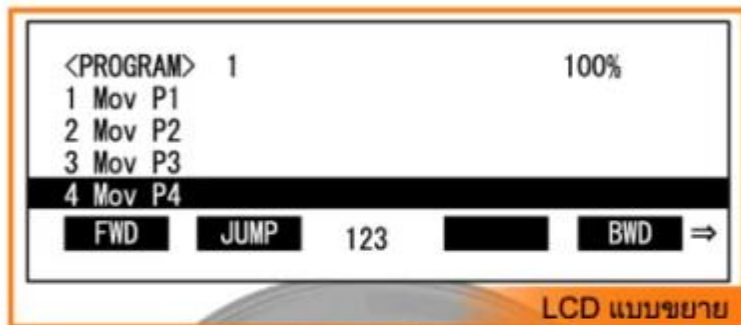 <PROGRAM> 1 100%
1 Mov P1
2 Mov P2
3 Mov P3
4 Mov P4
FWD JUMP 123 BWD ⇒
LCD แบบขยาย